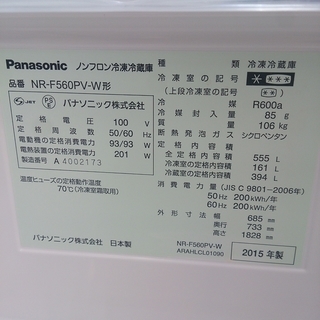 Panasonic ノンフロン冷凍冷蔵庫
品番 NR-F560PV-W形
JET PSE パナソニック株式会社
定格電圧 100 V
定格周波数 50/60 Hz
電動機の定格消費電力 93/93 W
電熱装置の定格消費電力 201 W
製造番号 A 4002173
温度ヒューズの定格動作温度
70℃(冷凍室霜取用)
パナソニック株式会社 日本製
種類 冷凍冷蔵庫
冷凍室の記号
(上段冷凍室の記号)
冷媒 R600a
冷媒封入量 85 g
質量 106 kg
断熱発泡ガス シクロペンタン
全定格内容積 555 L
冷凍室の定格内容積 161 L
冷蔵室の定格内容積 394 L
消費電力量 (JIS C 9801-2006年)
50Hz 200kWh/年
60Hz 200kWh/年
外形寸法 幅 685 mm
奥行 733 mm
高さ 1828 mm
NR-F560PV-W
ARAHLCL01090
2015年製